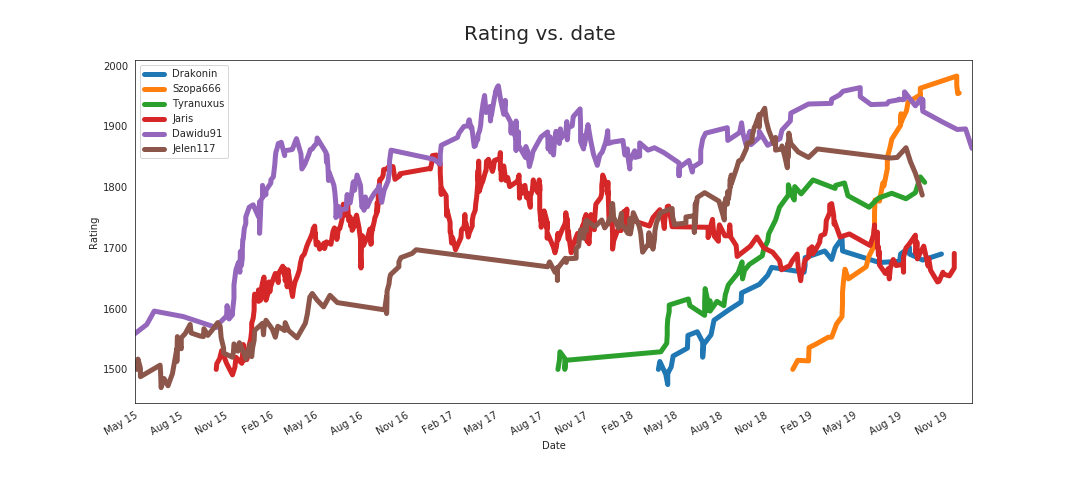 Rating vs. date
2000
1900
1800
1700
1600
1500
Rating
Drakonin
Szopa666
Tyranuxus
Jaris
Dawidu91
Jelen117
May 15
Aug 15
Nov 15
Feb 16
May 16
Aug 16
Nov 16
Feb 17
May 17
Aug 17
Nov 17
Feb 18
May 18
Aug 18
Nov 18
Feb 19
May 19
Aug 19
Nov 19
Date